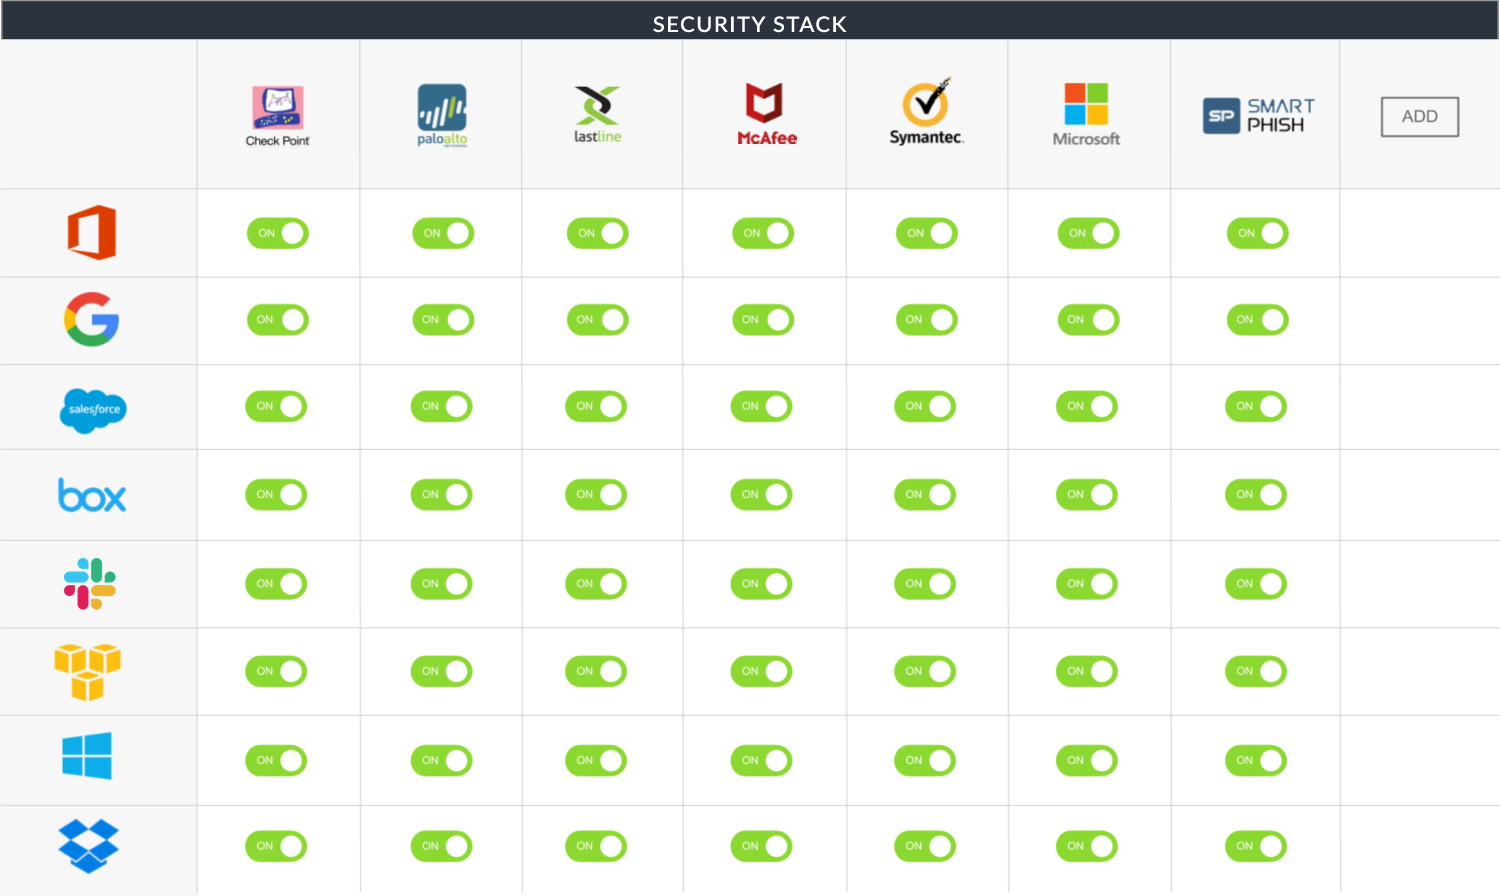 SECURITY STACK
Check Point
paloalto
NETWORKS
lastline
McAfee
Symantec.
Microsoft
SP SMART
PHISH
ADD
ON ON ON ON ON ON ON
ON ON ON ON ON ON ON
salesforce
ON ON ON ON ON ON ON
box
ON ON ON ON ON ON ON
ON ON ON ON ON ON ON
ON ON ON ON ON ON ON
ON ON ON ON ON ON ON
ON ON ON ON ON ON ON